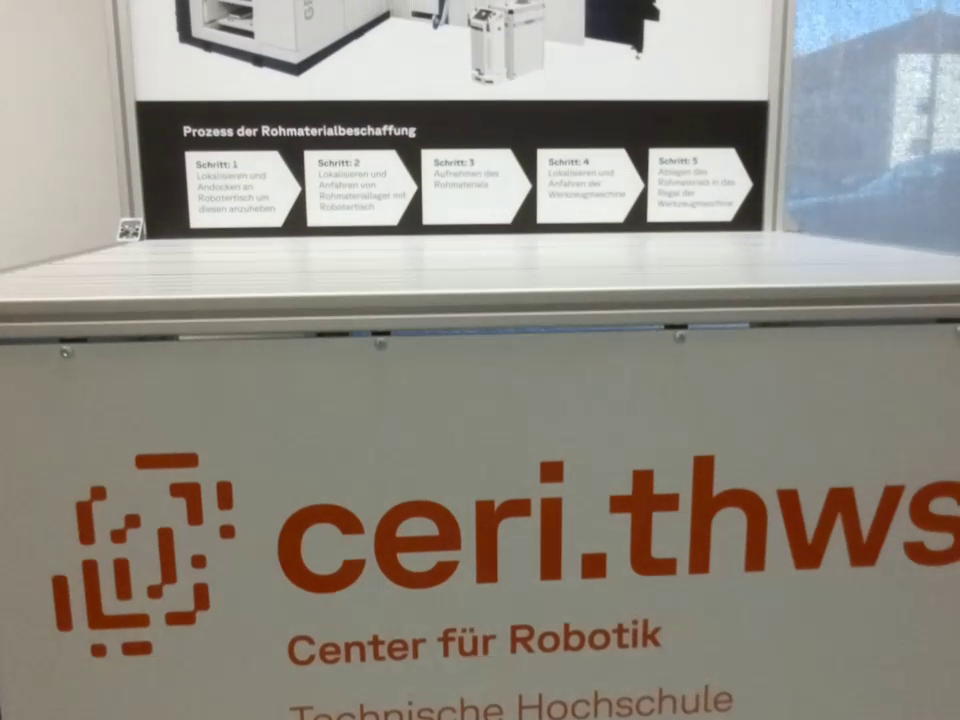 Prozess der Rohmaterialbeschaffung
Schritt: 1
Lokalisieren und
Andocken an
Robotertisch um
diesen anzuheben
Schritt: 2
Lokalisieren und
Anfahren von
Rohmateriallager mit
Robotertisch
Schritt: 3
Aufnehmen des
Rohmaterials
Schritt: 4
Lokalisieren und
Anfahren der
Werkzeugmaschine
Schritt: 5
Ablegen des
Rohmaterials in das
Regal der
Werkzeugmaschine
ceri.thws
Center für Robotik
Technische Hochschule